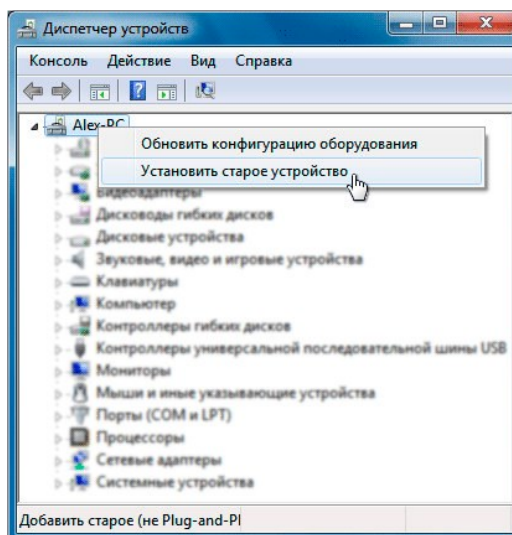 Диспетчер устройств
Консоль Действие Вид Справка
Alex-PC
Обновить конфигурацию оборудования
Установить старое устройство
Видеоадаптеры
Дисководы гибких дисков
Дисковые устройства
Звуковые, видео и игровые устройства
Клавиатуры
Компьютер
Контроллеры гибких дисков
Контроллеры универсальной последовательной шины USB
Мониторы
Мыши и иные указывающие устройства
Порты (COM и LPT)
Процессоры
Сетевые адаптеры
Системные устройства
Добавить старое (не Plug-and-Pl